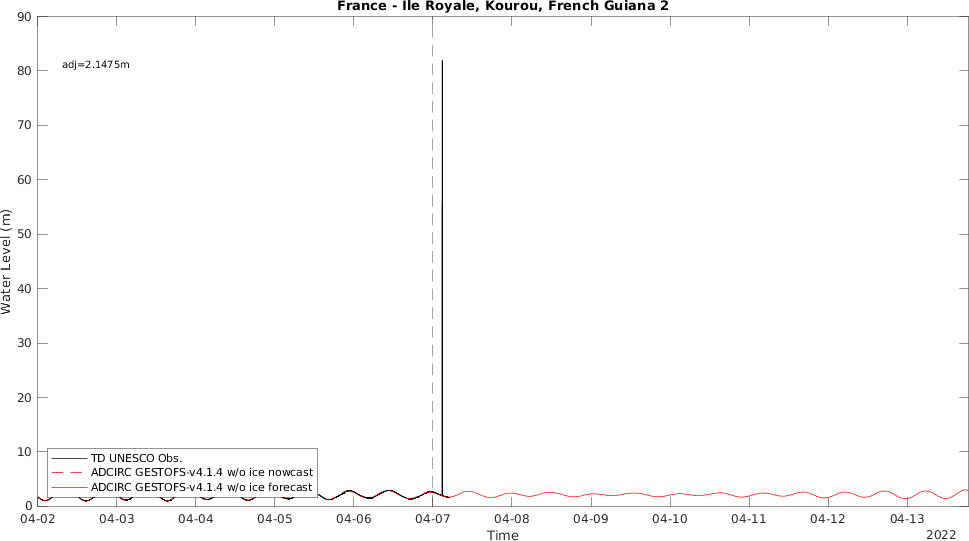 France - Ile Royale, Kourou, French Guiana 2
90
80
70
60
50
40
30
20
10
0
Water Level (m)
adj=2.1475m
TD UNESCO Obs.
ADCIRC GESTOFS-v4.1.4 w/o ice nowcast
ADCIRC GESTOFS-v4.1.4 w/o ice forecast
04-02 04-03 04-04 04-05 04-06 04-07 04-08 04-09 04-10 04-11 04-12 04-13
Time
2022